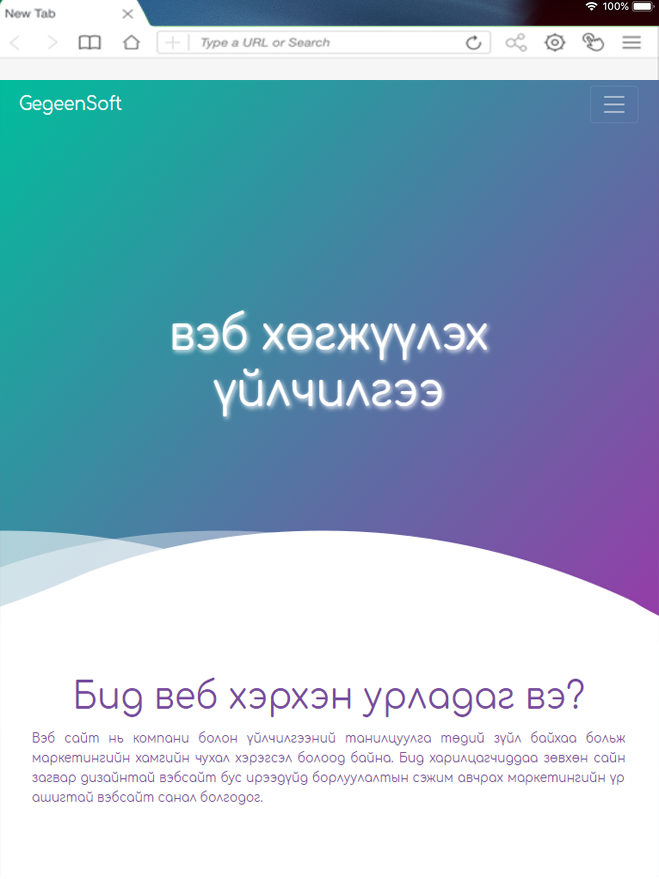 New Tab
100%
Type a URL or Search
GegeenSoft
вэб хөгжүүлэх
үйлчилгээ
Бид веб хэрхэн урладаг вэ?
Вэб сайт нь компани болон үйлчилгээний танилцуулга төдий зүйл байхаа больж
маркетингийн хамгийн чухал хэрэгсэл болоод байна. Бид харилцагчиддаа зөвхөн сайн
загвар дизайнтай вэбсайт бус ирээдүйд борлуулалтын сэжим авчрах маркетингийн үр
ашигтай вэбсайт санал болгодог.